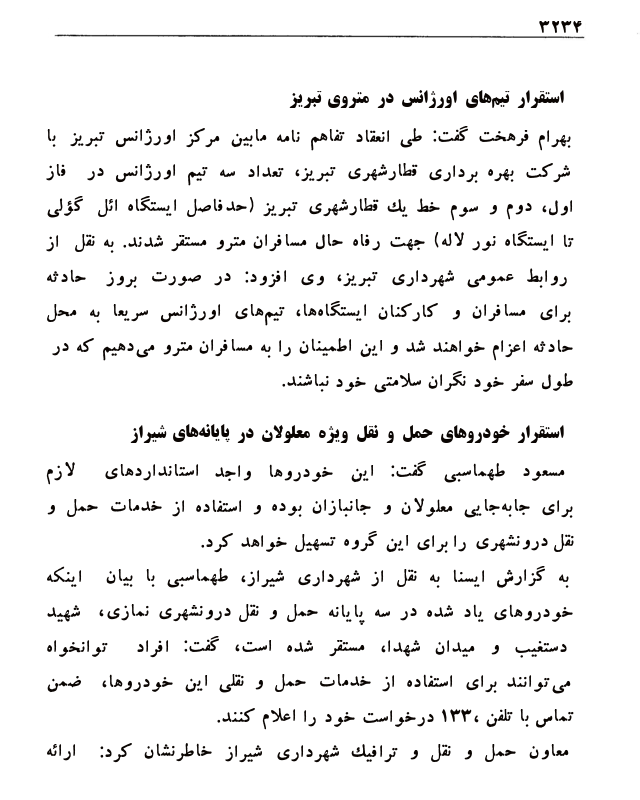 ۳۲۳۴
استقرار تیم‌های اورژانس در متروی تبریز
بهرام فرهخت گفت: طی انعقاد تفاهم نامه مابین مرکز اورژانس تبریز با
شرکت بهره برداری قطارشهری تبریز، تعداد سه تیم اورژانس در فاز
اول، دوم و سوم خط یك قطارشهری تبریز (حدفاصل ایستگاه ائل گؤلی
تا ایستگاه نور لاله) جهت رفاه حال مسافران مترو مستقر شدند. به نقل از
روابط عمومی شهرداری تبریز، وی افزود: در صورت بروز حادثه
برای مسافران و کارکنان ایستگاه‌ها، تیم‌های اورژانس سریعا به محل
حادثه اعزام خواهند شد و این اطمینان را به مسافران مترو می‌دهیم که در
طول سفر خود نگران سلامتی خود نباشند.
استقرار خودروهای حمل و نقل ویژه معلولان در پایانه‌های شیراز
مسعود طهماسبی گفت: این خودروها واجد استانداردهای لازم
برای جابه‌جایی معلولان و جانبازان بوده و استفاده از خدمات حمل و
نقل درونشهری را برای این گروه تسهیل خواهد کرد.
به گزارش ایسنا به نقل از شهرداری شیراز، طهماسبی با بیان اینکه
خودروهای یاد شده در سه پایانه حمل و نقل درونشهری نمازی، شهید
دستغیب و میدان شهدا، مستقر شده است، گفت: افراد توانخواه
می‌توانند برای استفاده از خدمات حمل و نقلی این خودروها، ضمن
تماس با تلفن ۱۳۳۰، درخواست خود را اعلام کنند.
معاون حمل و نقل و ترافیك شهرداری شیراز خاطرنشان کرد: ارائه